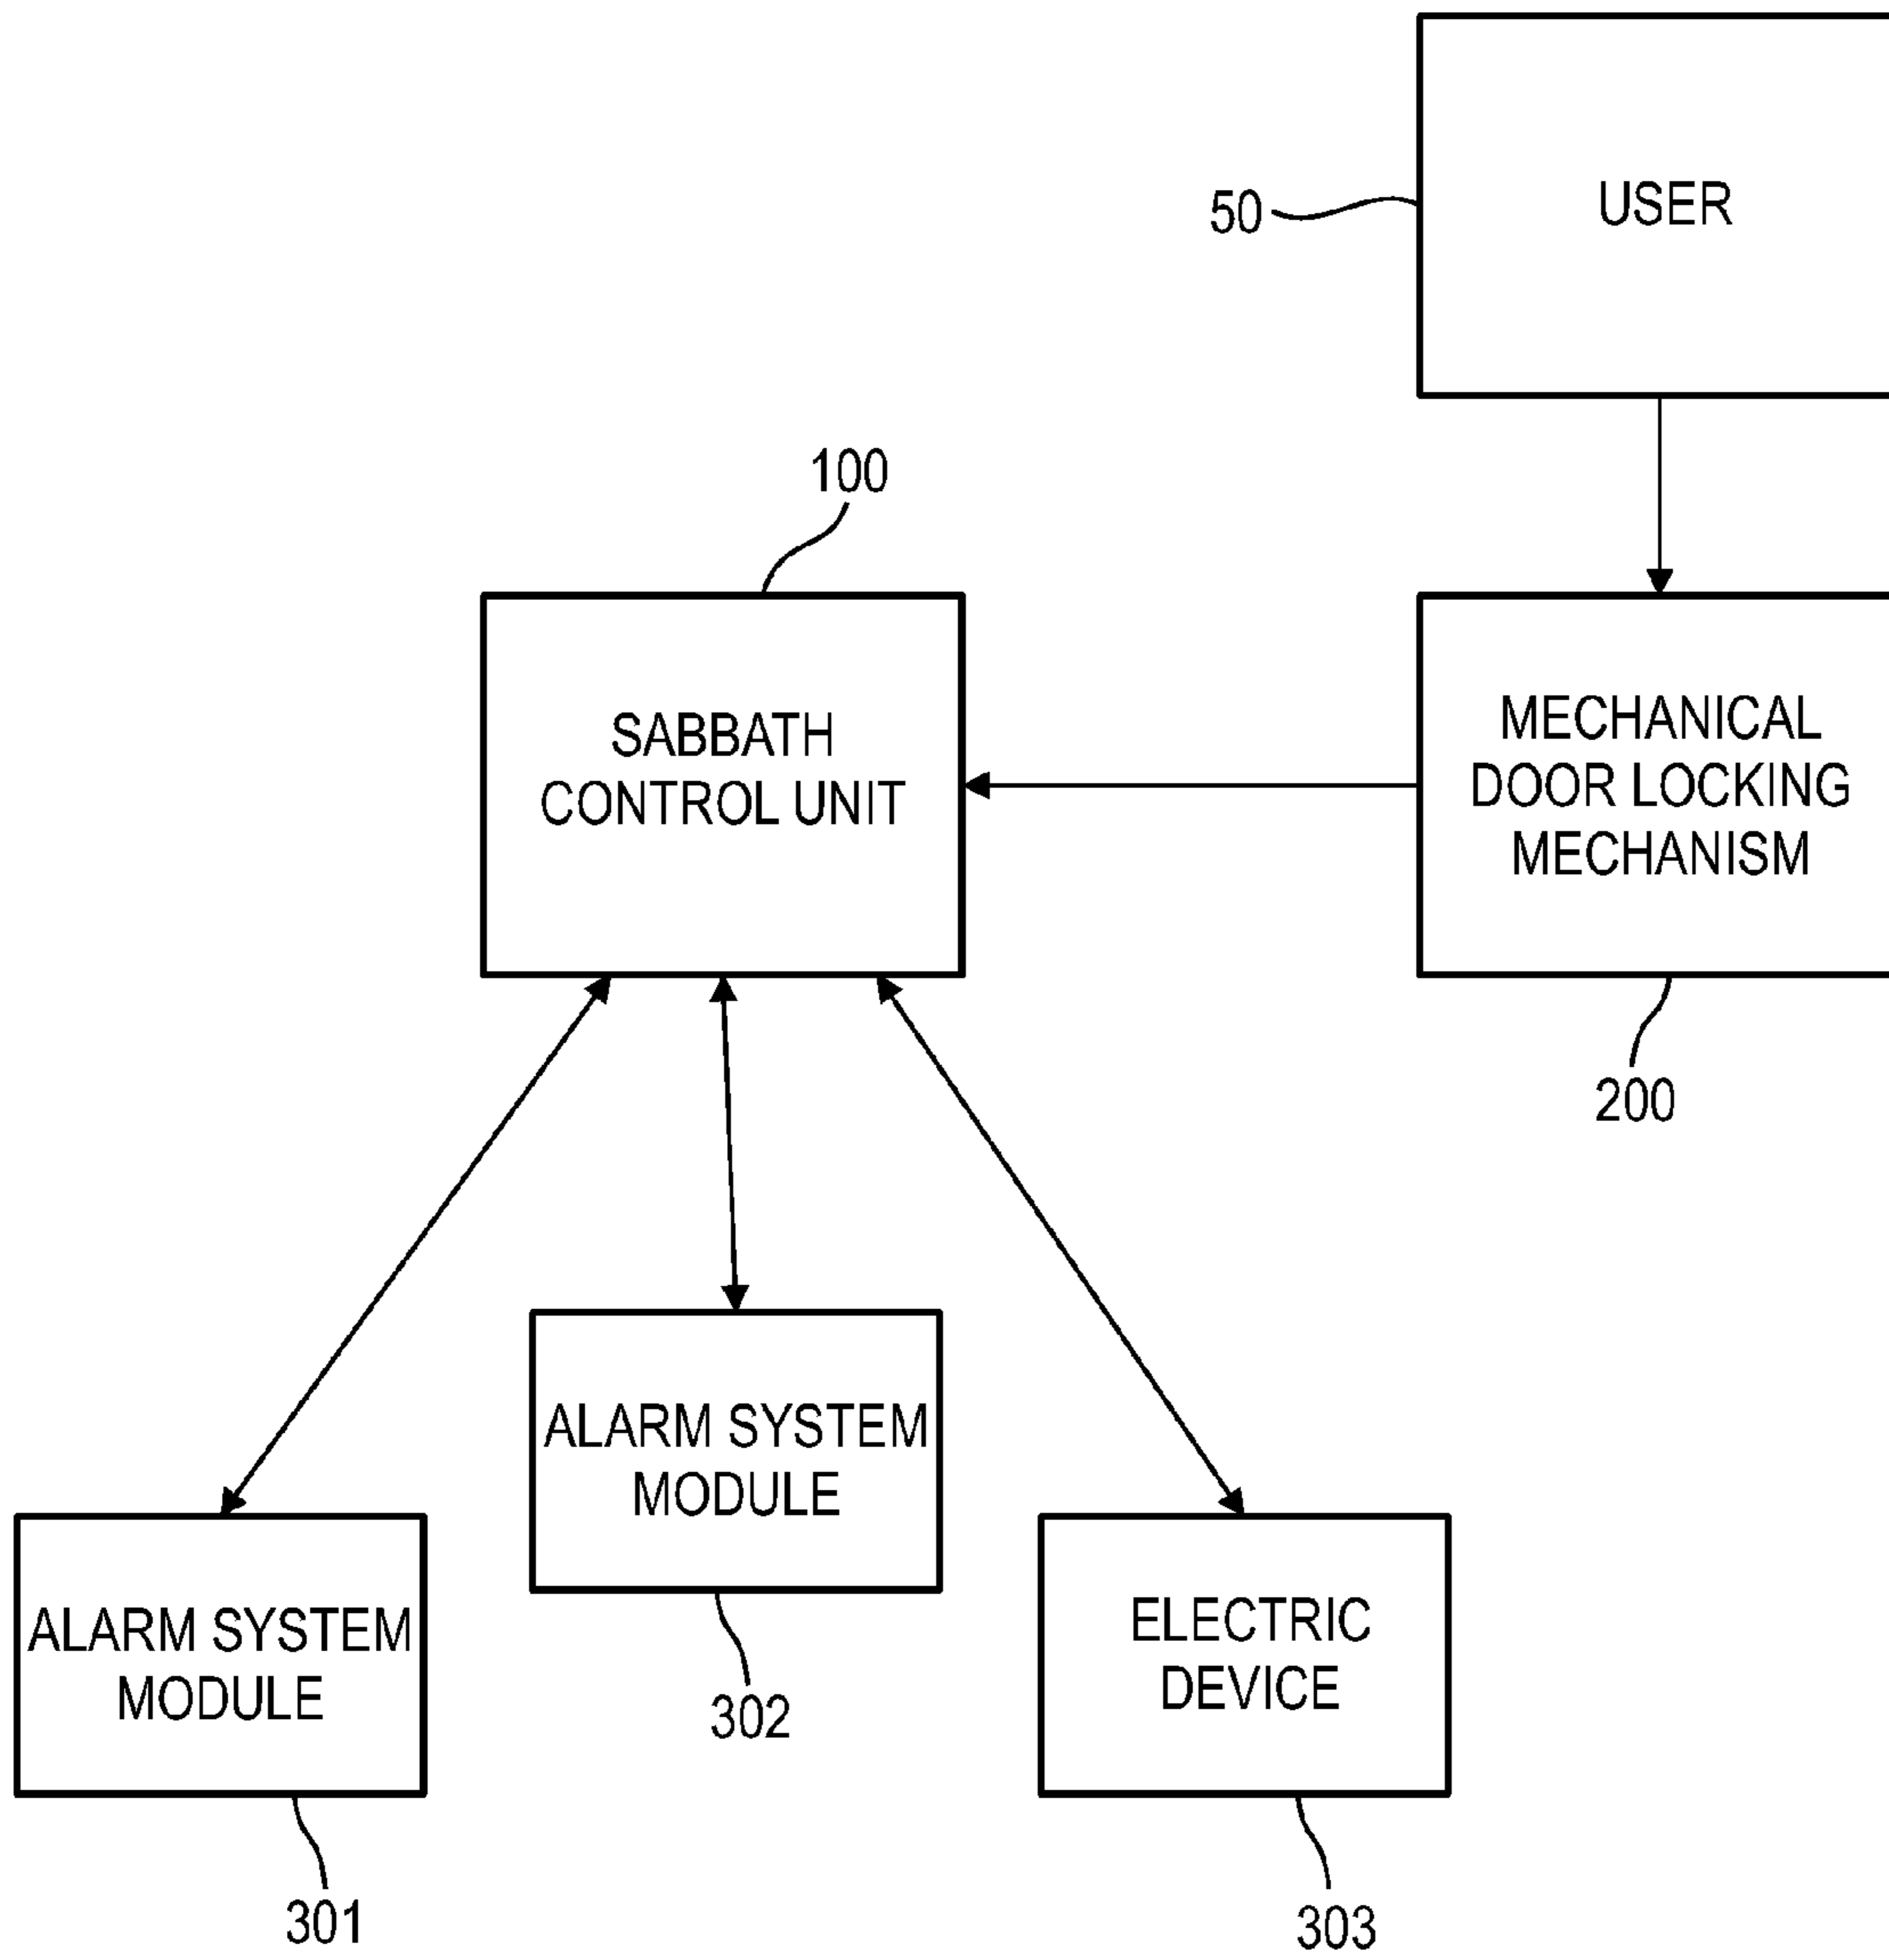 USER
50
100
SABBATH
CONTROL UNIT
MECHANICAL
DOOR LOCKING
MECHANISM
200
ALARM SYSTEM
MODULE
302
ALARM SYSTEM
MODULE
301
ELECTRIC
DEVICE
303